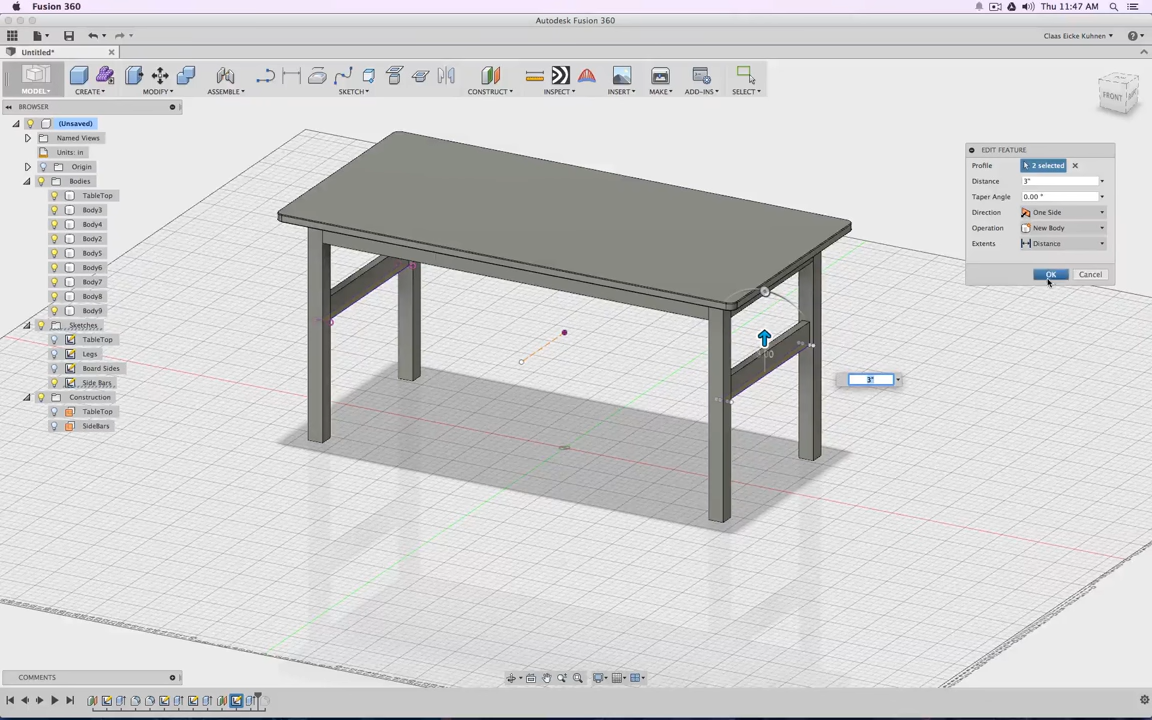 Fusion 360
Thu 11:47 AM
Autodesk Fusion 360
Claas Eicke Kuhnen
Untitled*
MODEL
CREATE
MODIFY
ASSEMBLE
SKETCH
CONSTRUCT
INSPECT
INSERT
MAKE
ADD-INS
SELECT
BROWSER
FRONT
(Unsaved)
Named Views
Units: in
Origin
Bodies
TableTop
Body3
Body4
Body2
Body5
Body6
Body7
Body8
Body9
Sketches
TableTop
Legs
Board Sides
Side Bars
Construction
TableTop
SideBars
EDIT FEATURE
Profile 2 selected
Distance 3"
Taper Angle 0.00 °
Direction One Side
Operation New Body
Extents Distance
OK Cancel
3"
COMMENTS